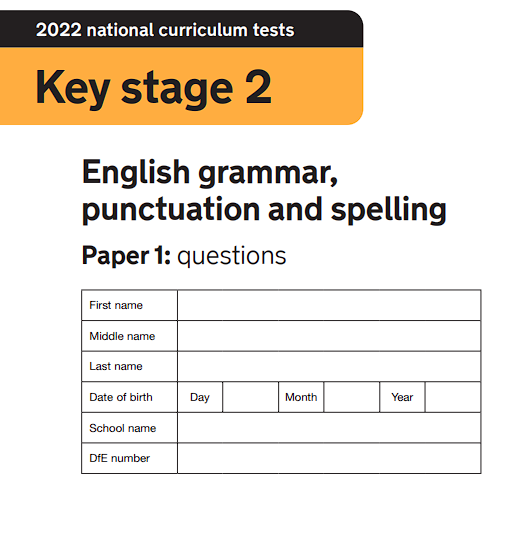 2022 national curriculum tests
Key stage 2
English grammar,
punctuation and spelling
Paper 1: questions
First name
Middle name
Last name
Date of birth Day Month Year
School name
DfE number